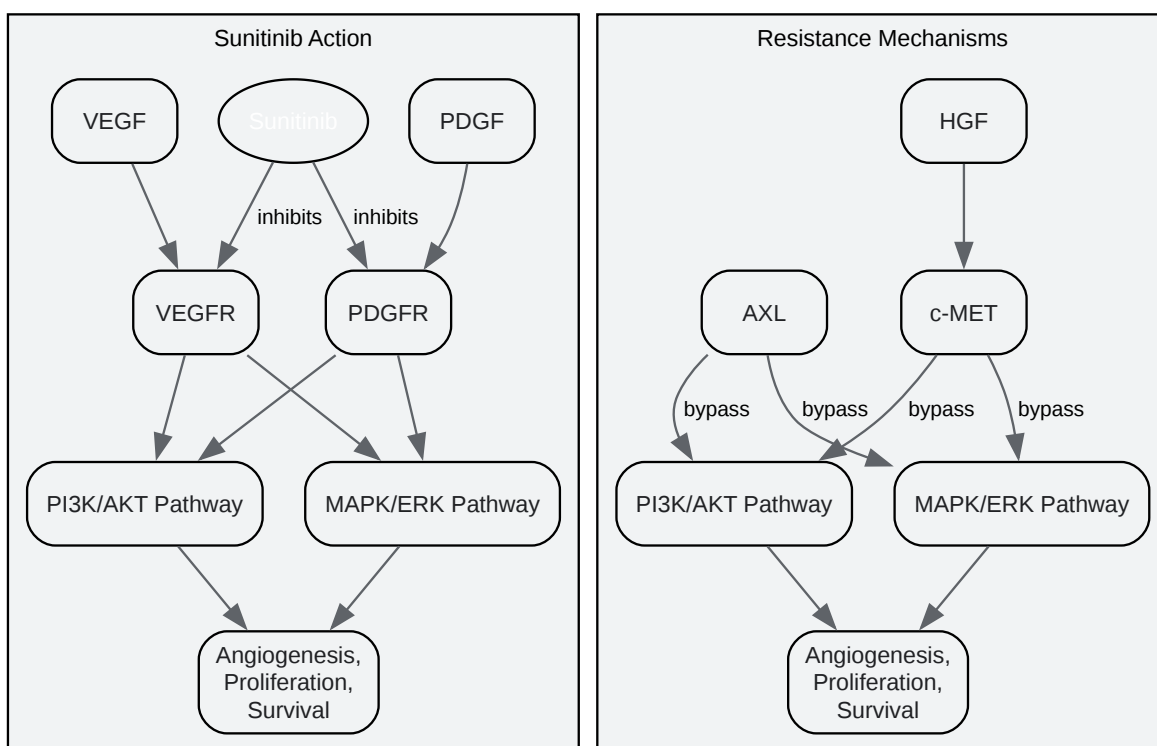 Sunitinib Action
VEGF
Sunitinib
PDGF
inhibits
inhibits
VEGFR
PDGFR
PI3K/AKT Pathway
MAPK/ERK Pathway
Angiogenesis,
Proliferation,
Survival
Resistance Mechanisms
HGF
AXL
c-MET
bypass
bypass
bypass
bypass
PI3K/AKT Pathway
MAPK/ERK Pathway
Angiogenesis,
Proliferation,
Survival